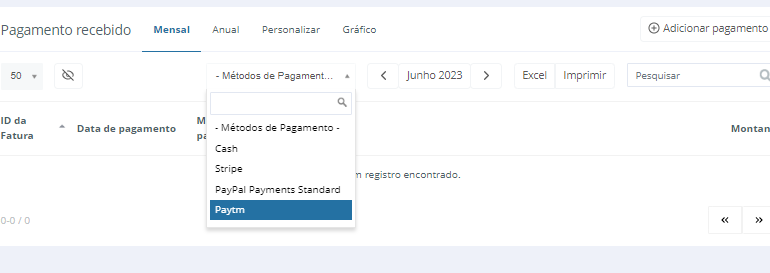 Pagamento recebido Mensal Anual Personalizar Gráfico Adicionar pagamento
50 - Métodos de Pagament... Junho 2023 Excel Imprimir Pesquisar
ID da Fatura Data de pagamento Montan
- Métodos de Pagamento -
Cash
Stripe
registro encontrado.
PayPal Payments Standard
Paytm
0-0 / 0